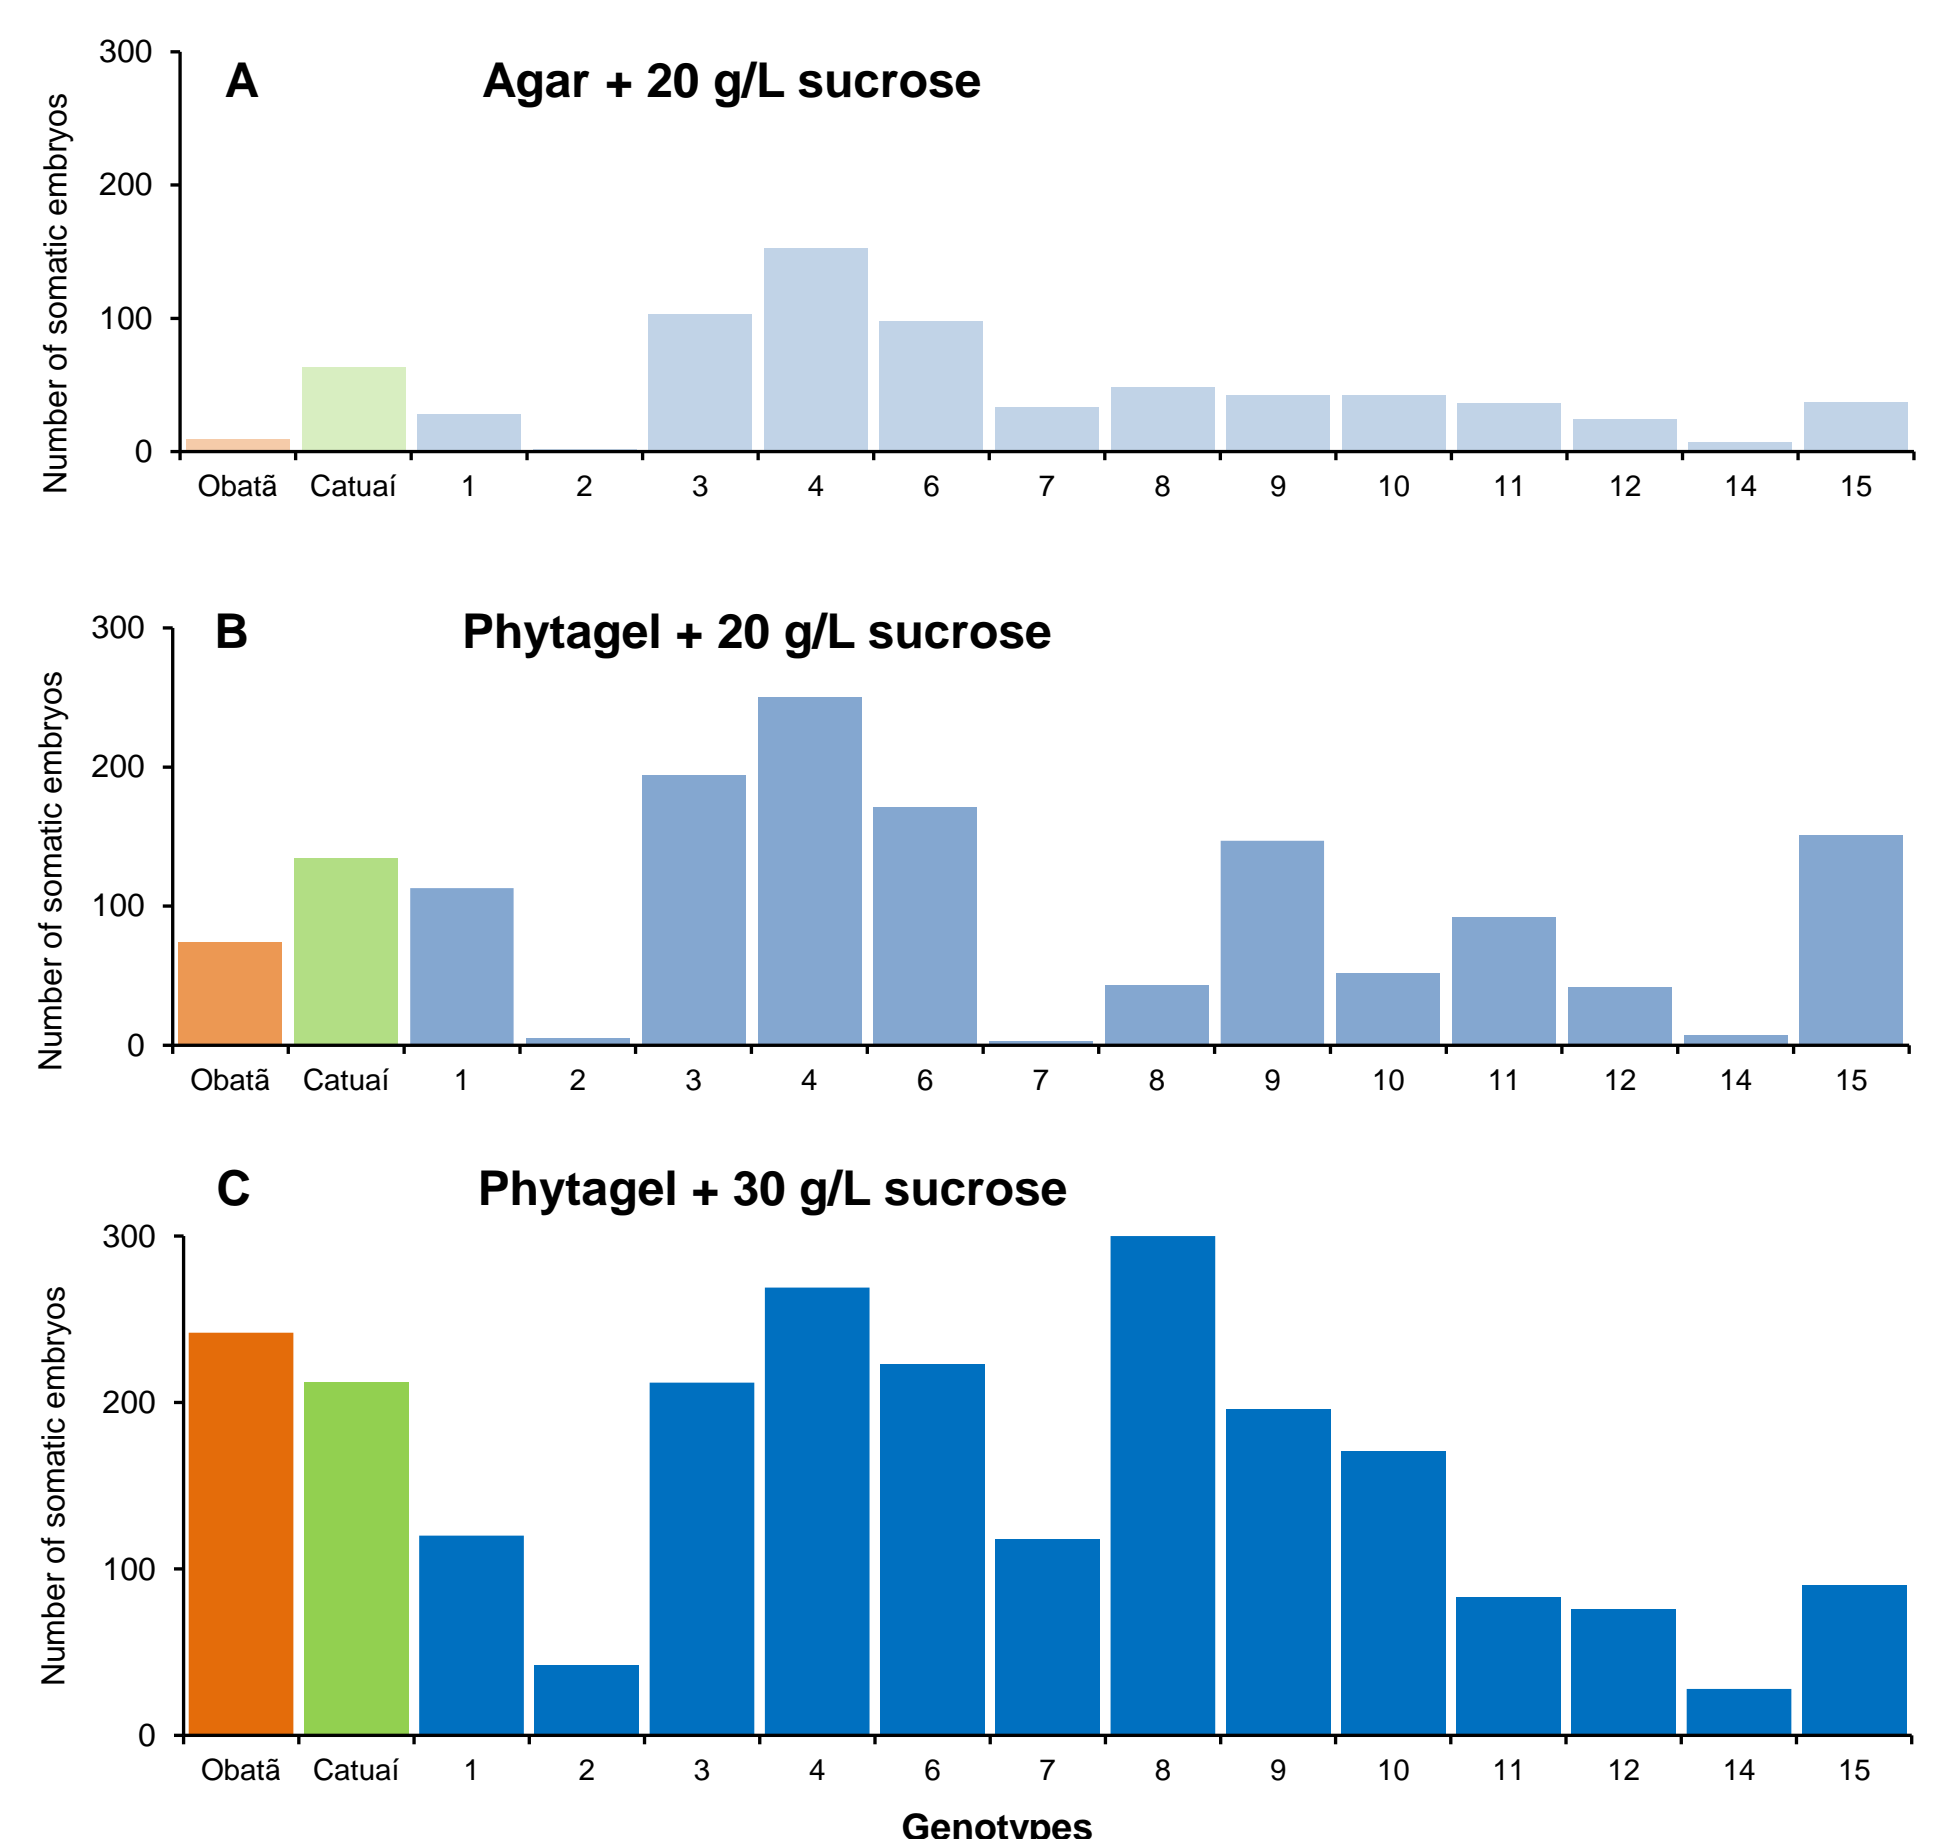 A Agar + 20 g/L sucrose
Number of somatic embryos
300
200
100
0
Obatã Catuaí 1 2 3 4 6 7 8 9 10 11 12 14 15
B Phytagel + 20 g/L sucrose
Number of somatic embryos
300
200
100
0
Obatã Catuaí 1 2 3 4 6 7 8 9 10 11 12 14 15
C Phytagel + 30 g/L sucrose
Number of somatic embryos
300
200
100
0
Obatã Catuaí 1 2 3 4 6 7 8 9 10 11 12 14 15
Genotypes